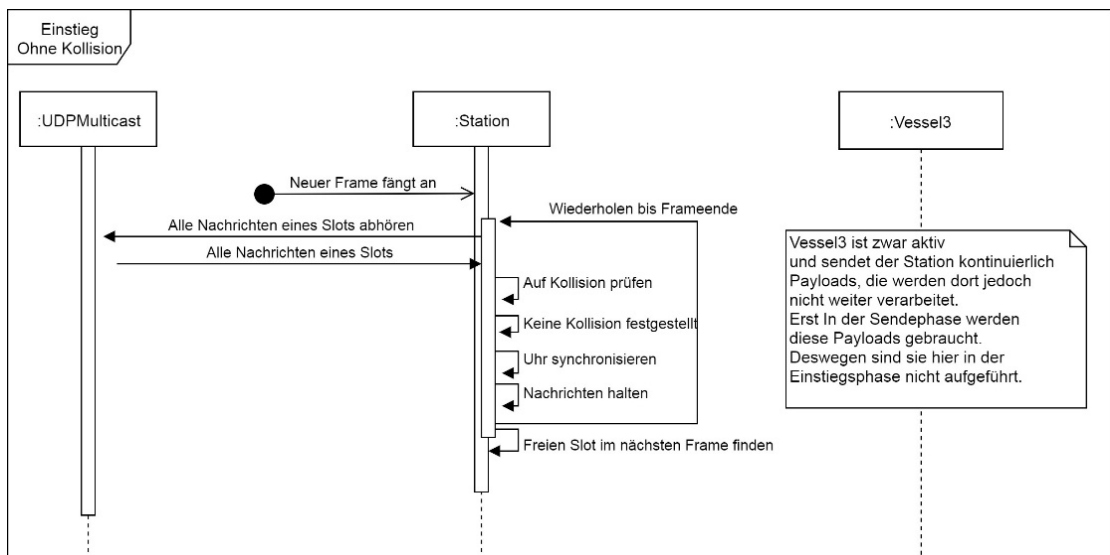 Einstieg
Ohne Kollision
:UDPMulticast
:Station
:Vessel3
Neuer Frame fängt an
Wiederholen bis Frameende
Alle Nachrichten eines Slots abhören
Alle Nachrichten eines Slots
Auf Kollision prüfen
Keine Kollision festgestellt
Uhr synchronisieren
Nachrichten halten
Freien Slot im nächsten Frame finden
Vessel3 ist zwar aktiv
und sendet der Station kontinuierlich
Payloads, die werden dort jedoch
nicht weiter verarbeitet.
Erst In der Sendephase werden
diese Payloads gebraucht.
Deswegen sind sie hier in der
Einstiegsphase nicht aufgeführt.